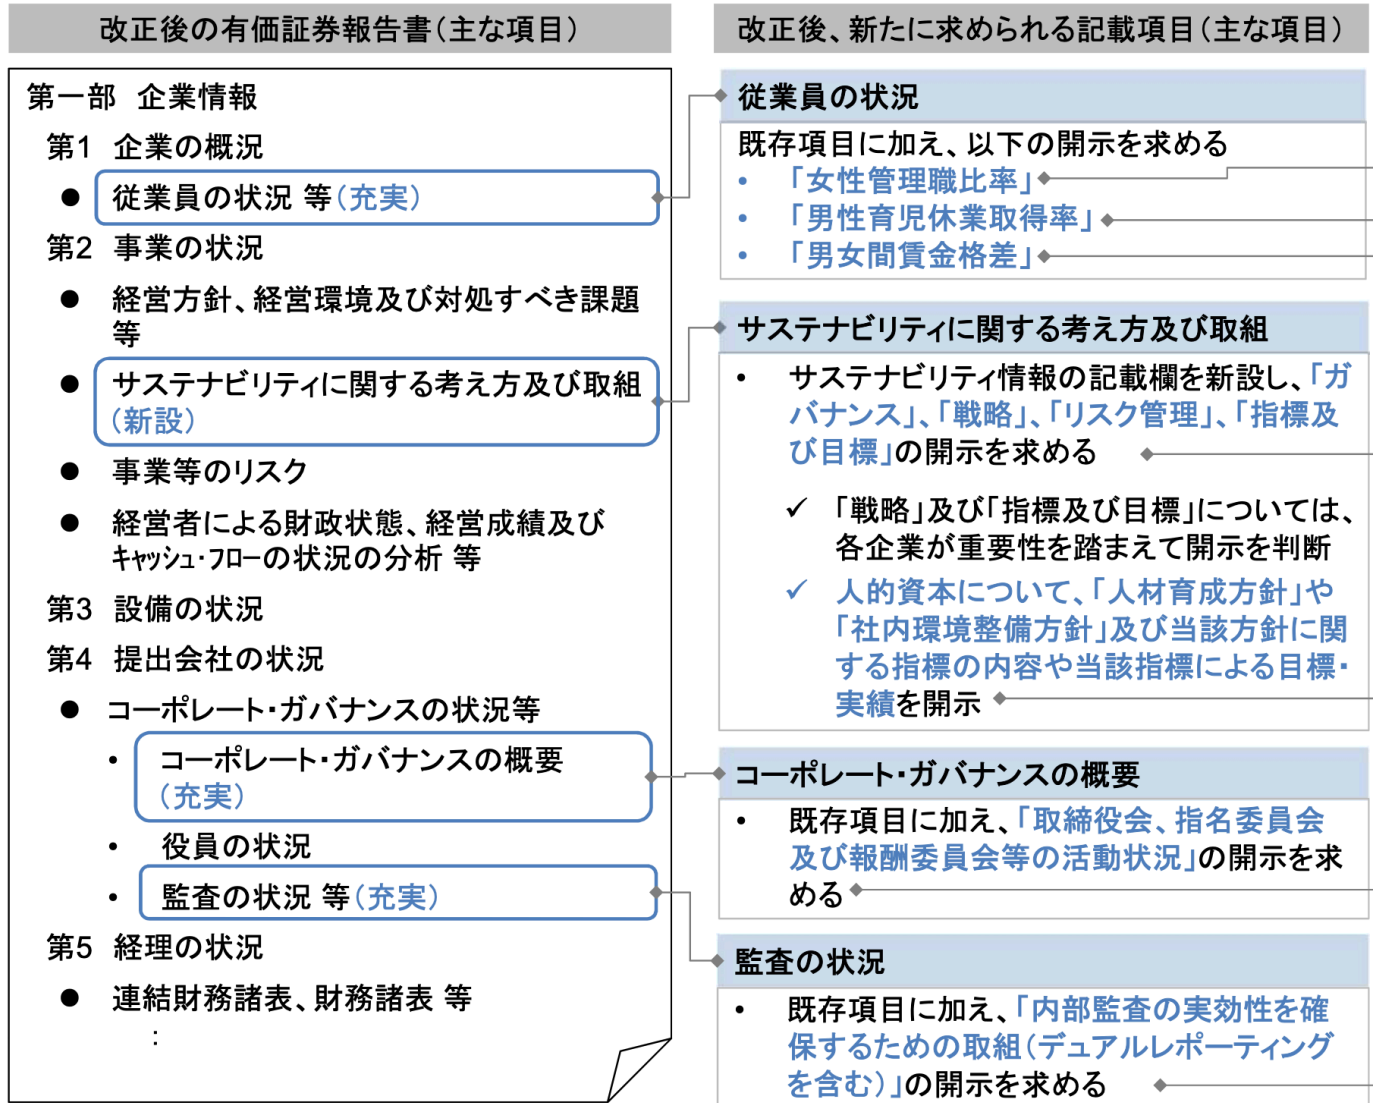 改正後の有価証券報告書（主な項目）
第一部 企業情報
第1 企業の概況
● 従業員の状況 等（充実）
第2 事業の状況
● 経営方針、経営環境及び対処すべき課題
等
● サステナビリティに関する考え方及び取組
（新設）
● 事業等のリスク
● 経営者による財政状態、経営成績及び
ｷｬｯｼｭ･ﾌﾛｰの状況の分析 等
第3 設備の状況
第4 提出会社の状況
● コーポレート・ガバナンスの状況等
• コーポレート・ガバナンスの概要
（充実）
• 役員の状況
• 監査の状況 等（充実）
第5 経理の状況
● 連結財務諸表、財務諸表 等
：
改正後、新たに求められる記載項目（主な項目）
従業員の状況
既存項目に加え、以下の開示を求める
• 「女性管理職比率」
• 「男性育児休業取得率」
• 「男女間賃金格差」
サステナビリティに関する考え方及び取組
• サステナビリティ情報の記載欄を新設し、「ガ
バナンス」、「戦略」、「リスク管理」、「指標及
び目標」の開示を求める
✓ 「戦略」及び「指標及び目標」については、
各企業が重要性を踏まえて開示を判断
✓ 人的資本について、「人材育成方針」や
「社内環境整備方針」及び当該方針に関
する指標の内容や当該指標による目標・
実績を開示
コーポレート・ガバナンスの概要
• 既存項目に加え、「取締役会、指名委員会
及び報酬委員会等の活動状況」の開示を求
める
監査の状況
• 既存項目に加え、「内部監査の実効性を確
保するための取組（デュアルレポーティング
を含む）」の開示を求める